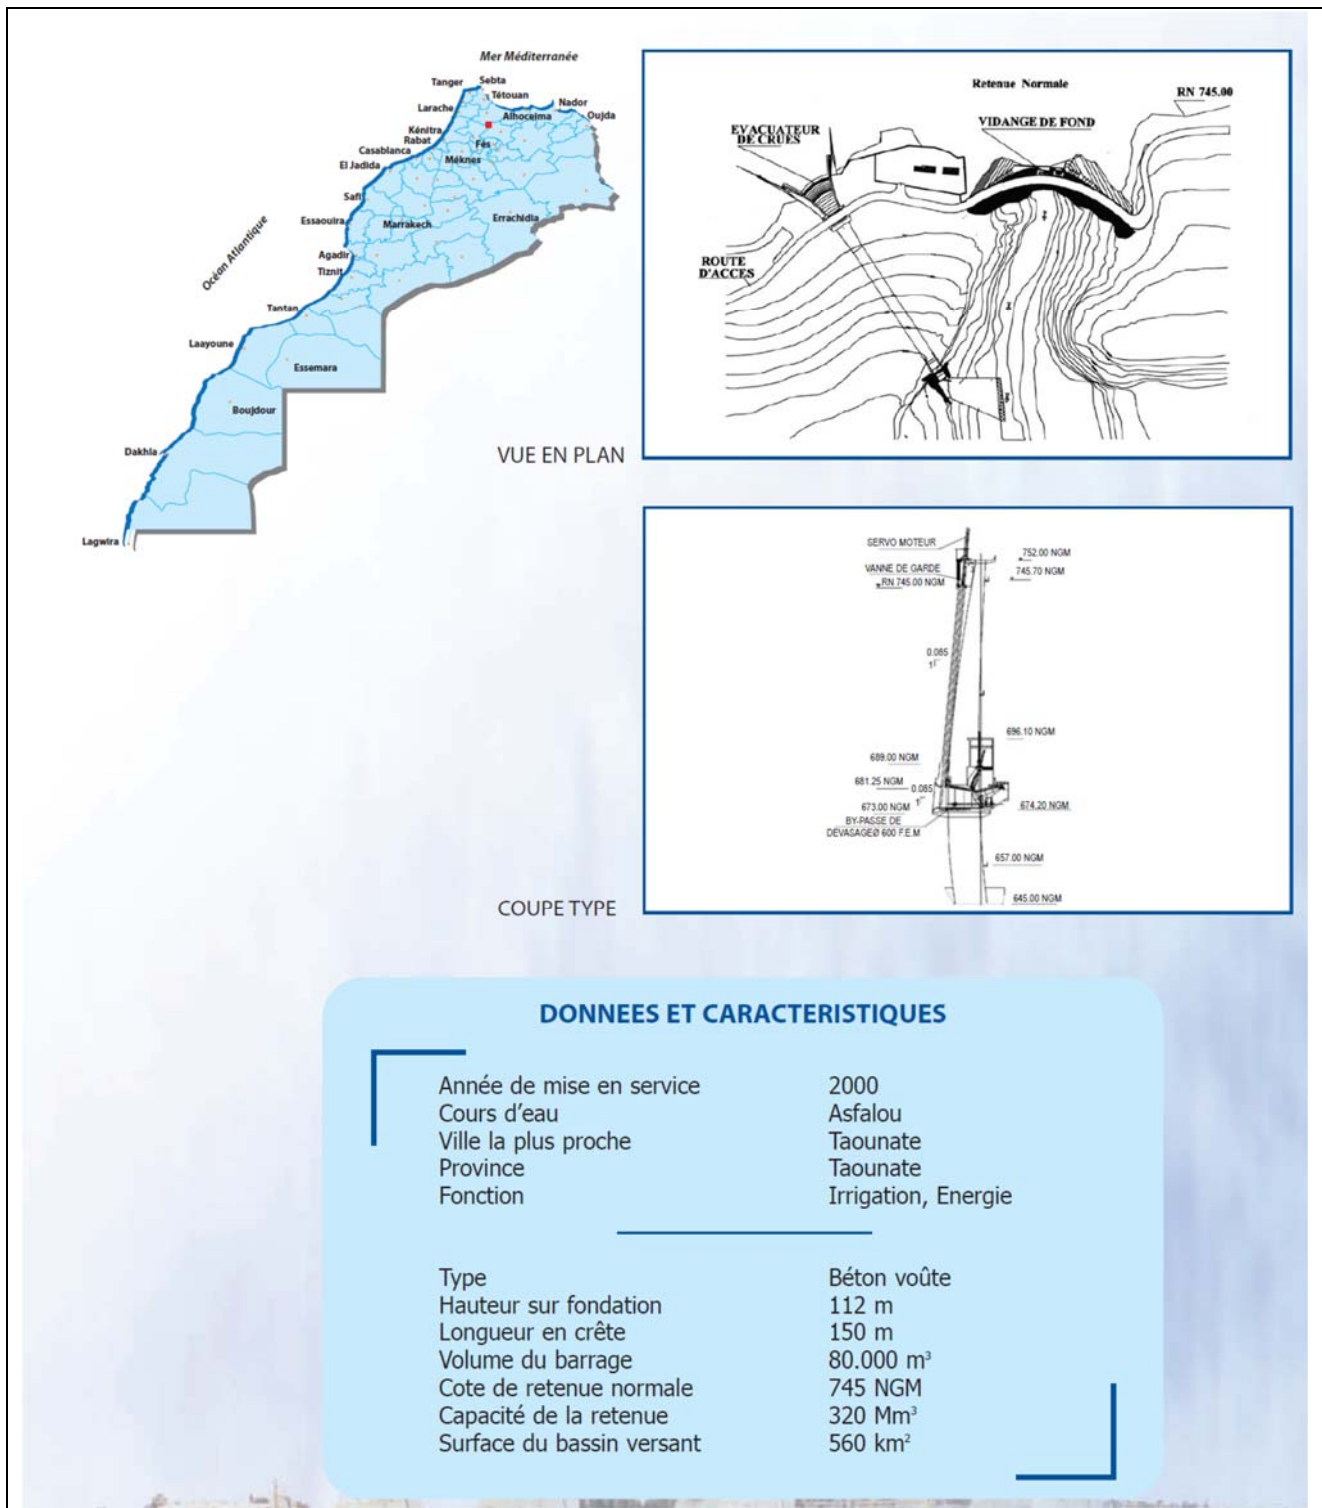 Mer Méditerranée
Tanger
Sebta
Tétouan
Larache
Nador
Alhoceima
Oujda
Kénitra
Rabat
Fés
Casablanca
Méknes
El Jadida
Safi
Essaouira
Errachidia
Marrakech
Océan Atlantique
Agadir
Tiznit
Tantan
Laayoune
Essemara
Boujdour
Dakhla
Lagwira
VUE EN PLAN
Retenue Normale
RN 745.00
VIDANGE DE FOND
EVACUATEUR
DE CRUES
ROUTE
D'ACCES
COUPE TYPE
SERVO MOTEUR
752.00 NGM
VANNE DE GARDE
745.70 NGM
RN 745.00 NGM
0.085
1
696.10 NGM
689.00 NGM
681.25 NGM
0.085
1
673.00 NGM
674.20 NGM
BY-PASSE DE
DEVASAGEØ 600 F.E.M
657.00 NGM
645.00 NGM
DONNEES ET CARACTERISTIQUES
Année de mise en service 2000
Cours d’eau Asfalou
Ville la plus proche Taounate
Province Taounate
Fonction Irrigation, Energie
Type Béton voûte
Hauteur sur fondation 112 m
Longueur en crête 150 m
Volume du barrage 80.000 m³
Cote de retenue normale 745 NGM
Capacité de la retenue 320 Mm³
Surface du bassin versant 560 km²